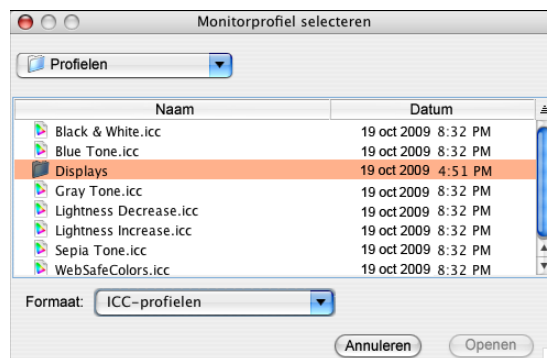 Monitorprofiel selecteren
Profielen
Naam Datum
Black & White.icc 19 oct 2009 8:32 PM
Blue Tone.icc 19 oct 2009 8:32 PM
Displays 19 oct 2009 4:51 PM
Gray Tone.icc 19 oct 2009 8:32 PM
Lightness Decrease.icc 19 oct 2009 8:32 PM
Lightness Increase.icc 19 oct 2009 8:32 PM
Sepia Tone.icc 19 oct 2009 8:32 PM
WebSafeColors.icc 19 oct 2009 8:32 PM
Formaat: ICC-profielen
Annuleren Openen